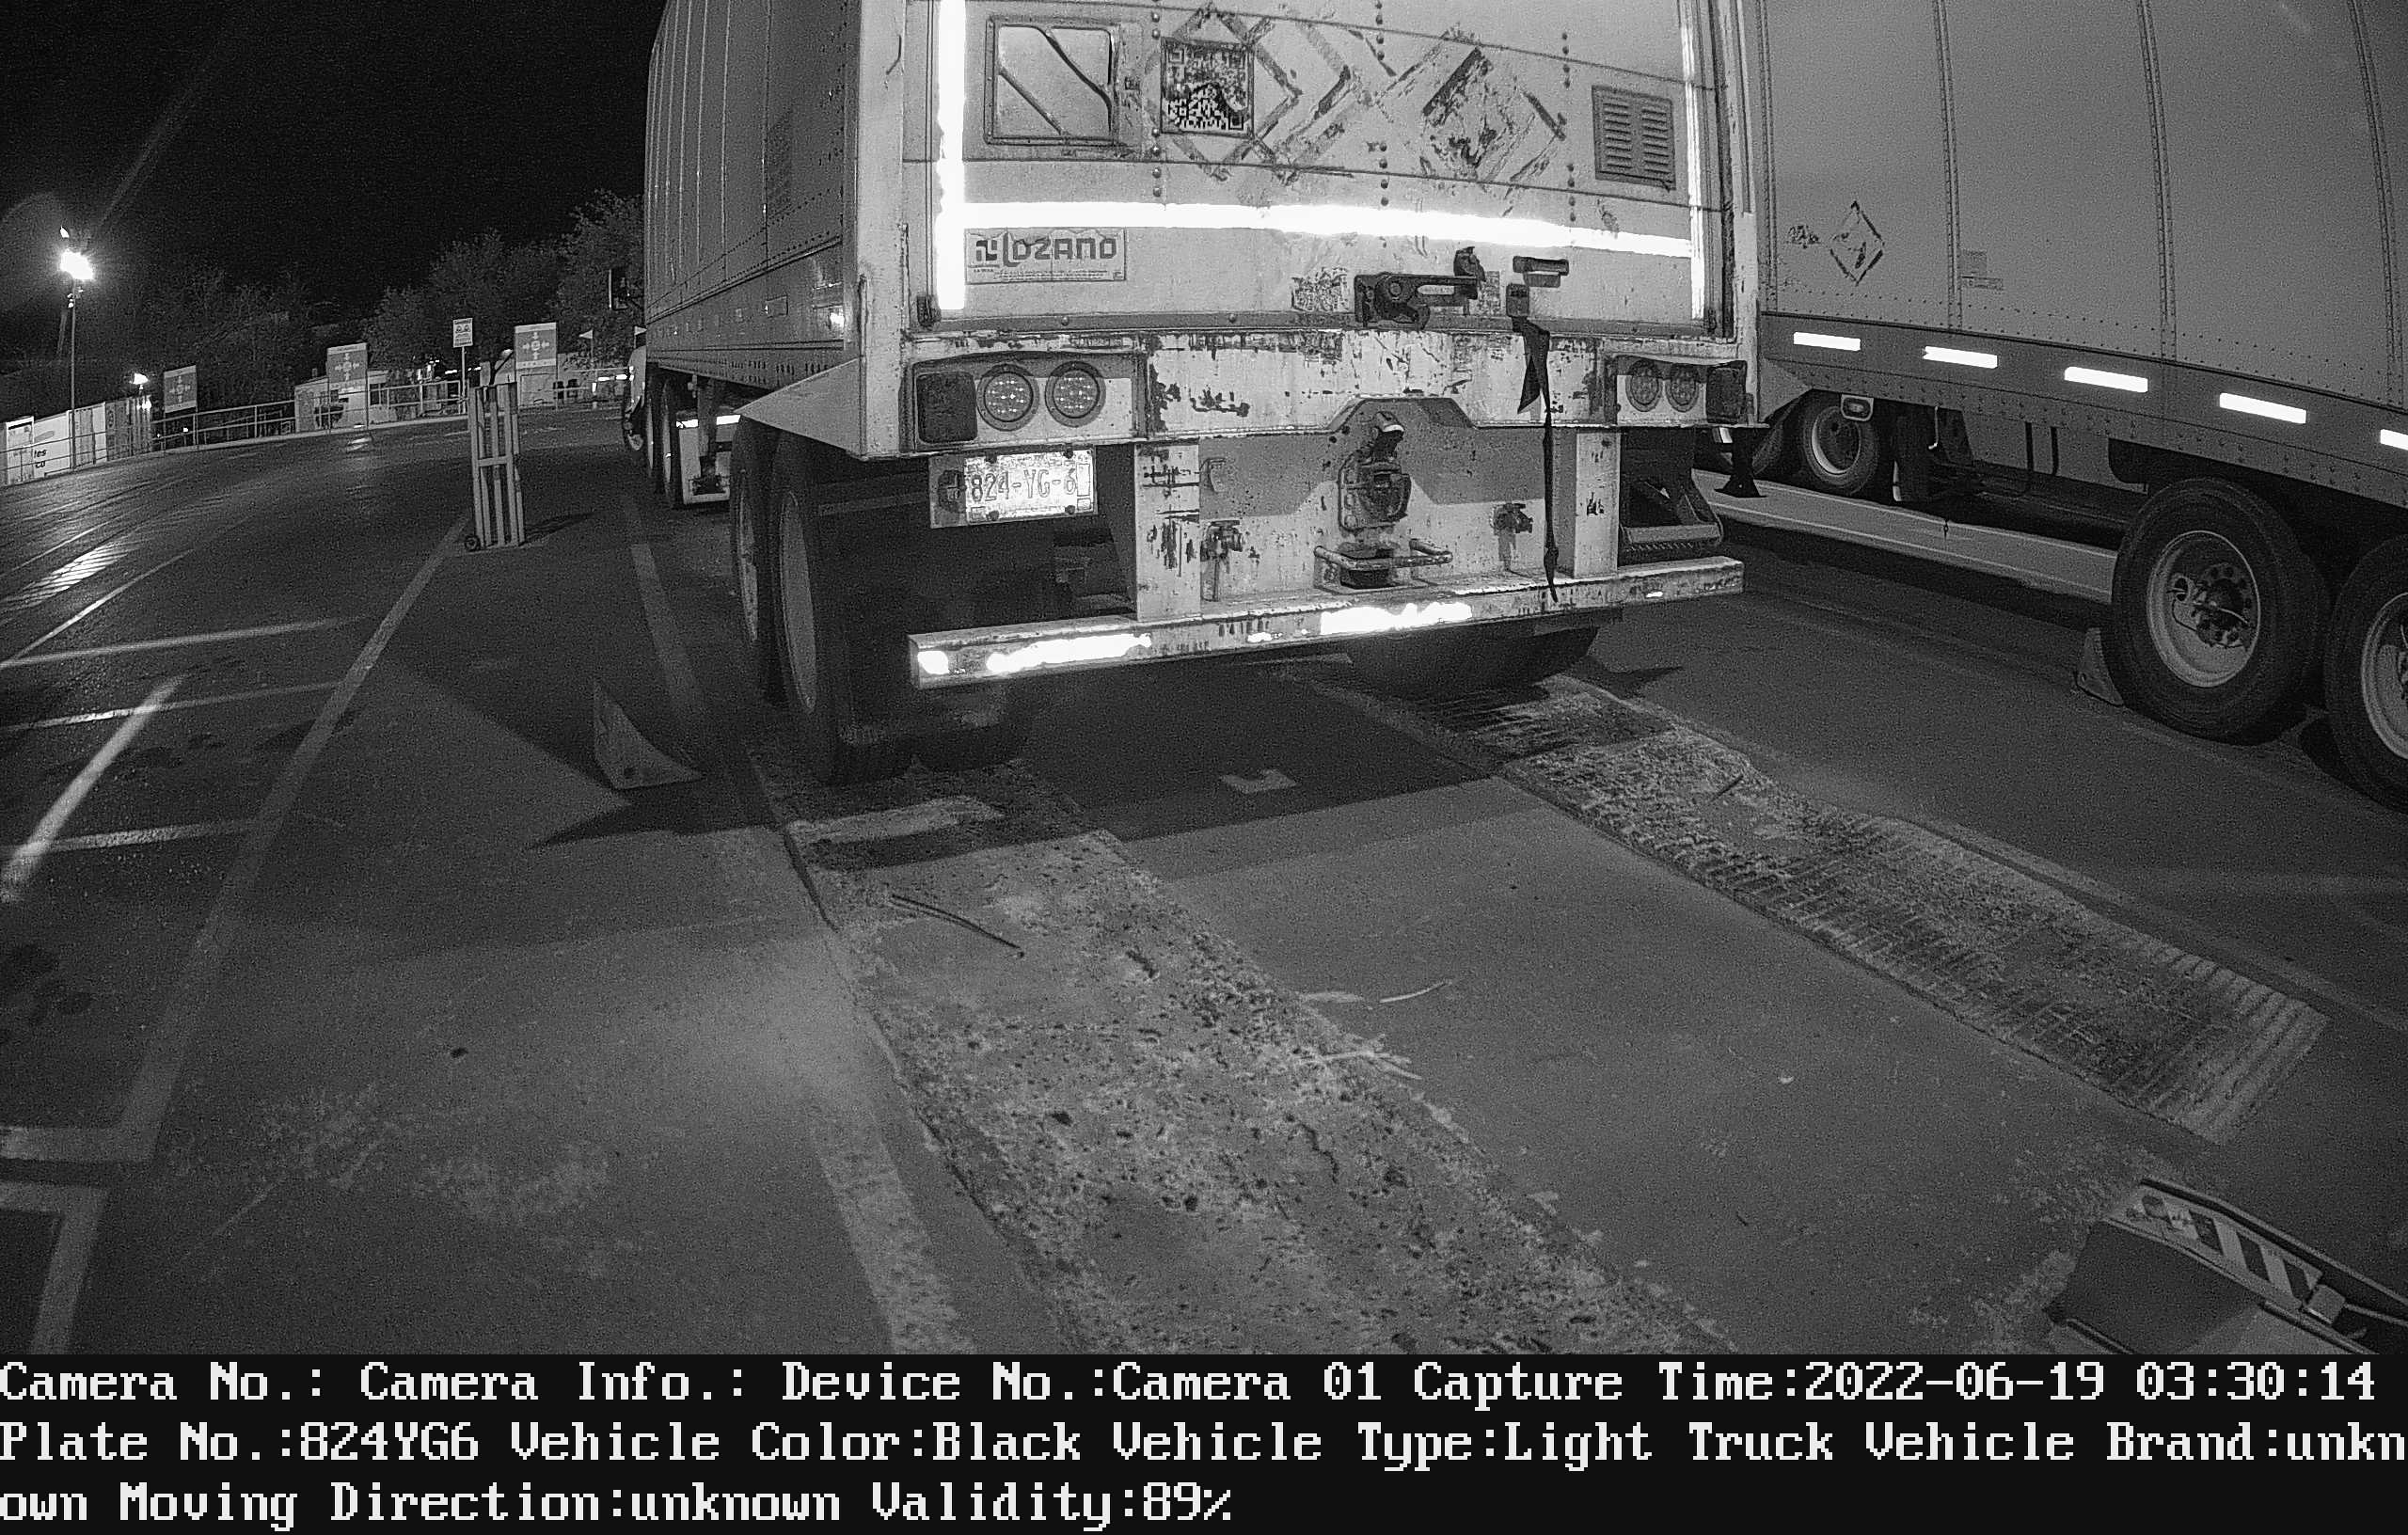 LOZANO
824-YG-6
tes
co
Camera No.: Camera Info.: Device No.:Camera 01 Capture Time:2022-06-19 03:30:14
Plate No.:824YG6 Vehicle Color:Black Vehicle Type:Light Truck Vehicle Brand:unkn
own Moving Direction:unknown Validity:89%